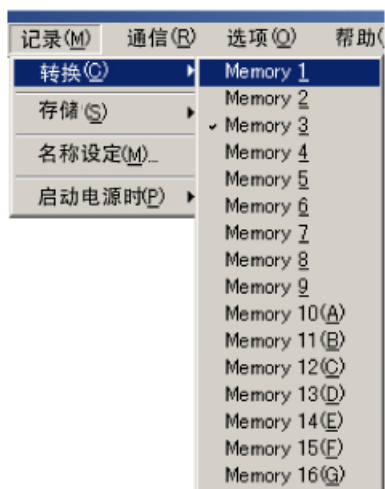 记录(M) 通信(R) 选项(O) 帮助(
转换(C)
存储(S)
名称设定(M)_
启动电源时(P)
Memory 1
Memory 2
Memory 3
Memory 4
Memory 5
Memory 6
Memory 7
Memory 8
Memory 9
Memory 10(A)
Memory 11(B)
Memory 12(C)
Memory 13(D)
Memory 14(E)
Memory 15(F)
Memory 16(G)